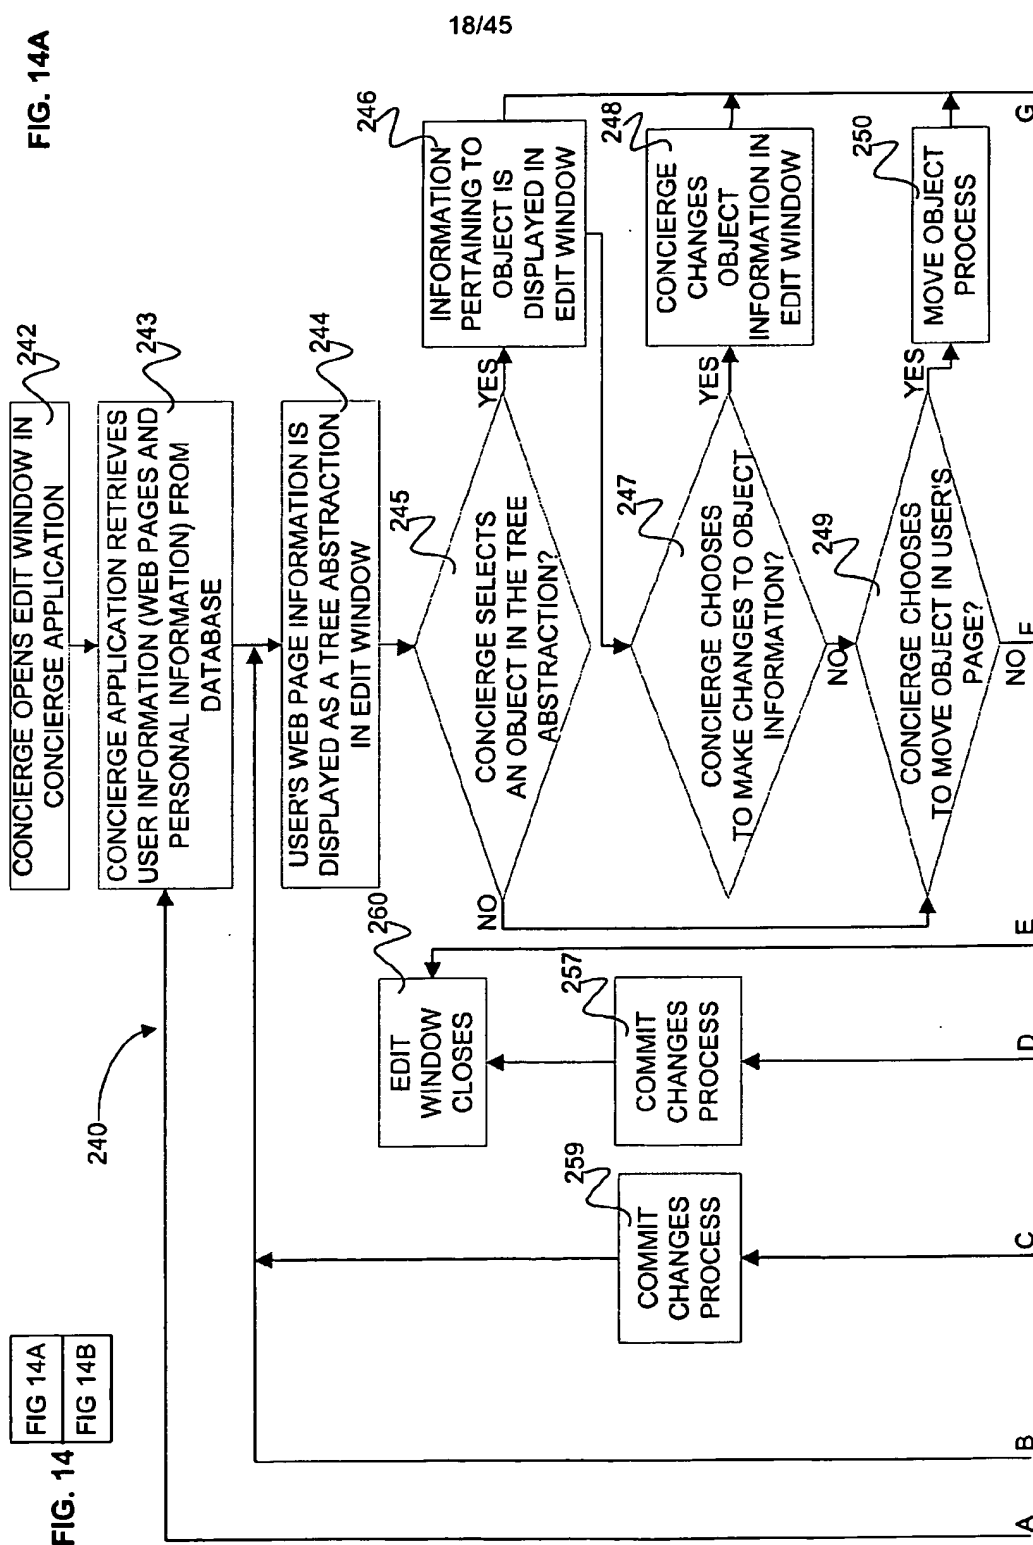 18/45
FIG. 14
FIG 14A
FIG 14B
FIG. 14A
240
CONCIERGE OPENS EDIT WINDOW IN
CONCIERGE APPLICATION
242
CONCIERGE APPLICATION RETRIEVES
USER INFORMATION (WEB PAGES AND
PERSONAL INFORMATION) FROM
DATABASE
243
USER'S WEB PAGE INFORMATION IS
DISPLAYED AS A TREE ABSTRACTION
IN EDIT WINDOW
244
CONCIERGE SELECTS
AN OBJECT IN THE TREE
ABSTRACTION?
245
YES
NO
INFORMATION
PERTAINING TO
OBJECT IS
DISPLAYED IN
EDIT WINDOW
246
CONCIERGE CHOOSES
TO MAKE CHANGES TO OBJECT
INFORMATION?
247
YES
NO
CONCIERGE
CHANGES
OBJECT
INFORMATION IN
EDIT WINDOW
248
CONCIERGE CHOOSES
TO MOVE OBJECT IN USER'S
PAGE?
249
YES
NO
MOVE OBJECT
PROCESS
250
EDIT
WINDOW
CLOSES
260
COMMIT
CHANGES
PROCESS
257
COMMIT
CHANGES
PROCESS
259
A
B
C
D
E
F
G